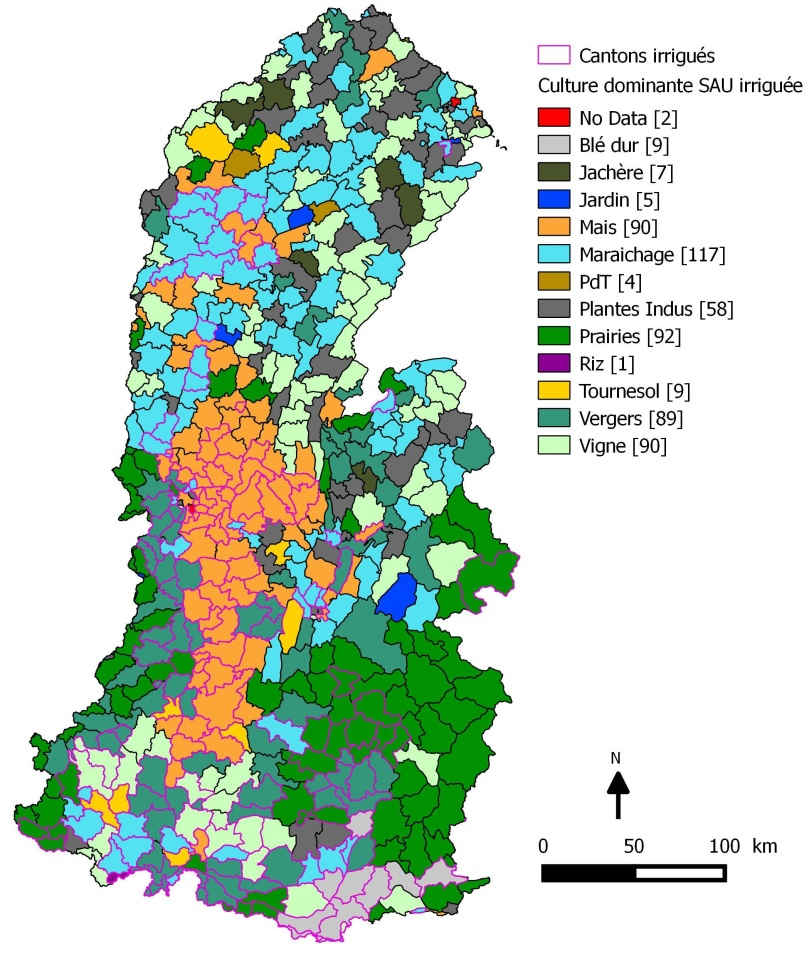 Cantons irrigués
Culture dominante SAU irriguée
No Data [2]
Blé dur [9]
Jachère [7]
Jardin [5]
Mais [90]
Maraichage [117]
PdT [4]
Plantes Indus [58]
Prairies [92]
Riz [1]
Tournesol [9]
Vergers [89]
Vigne [90]
N
0 50 100 km